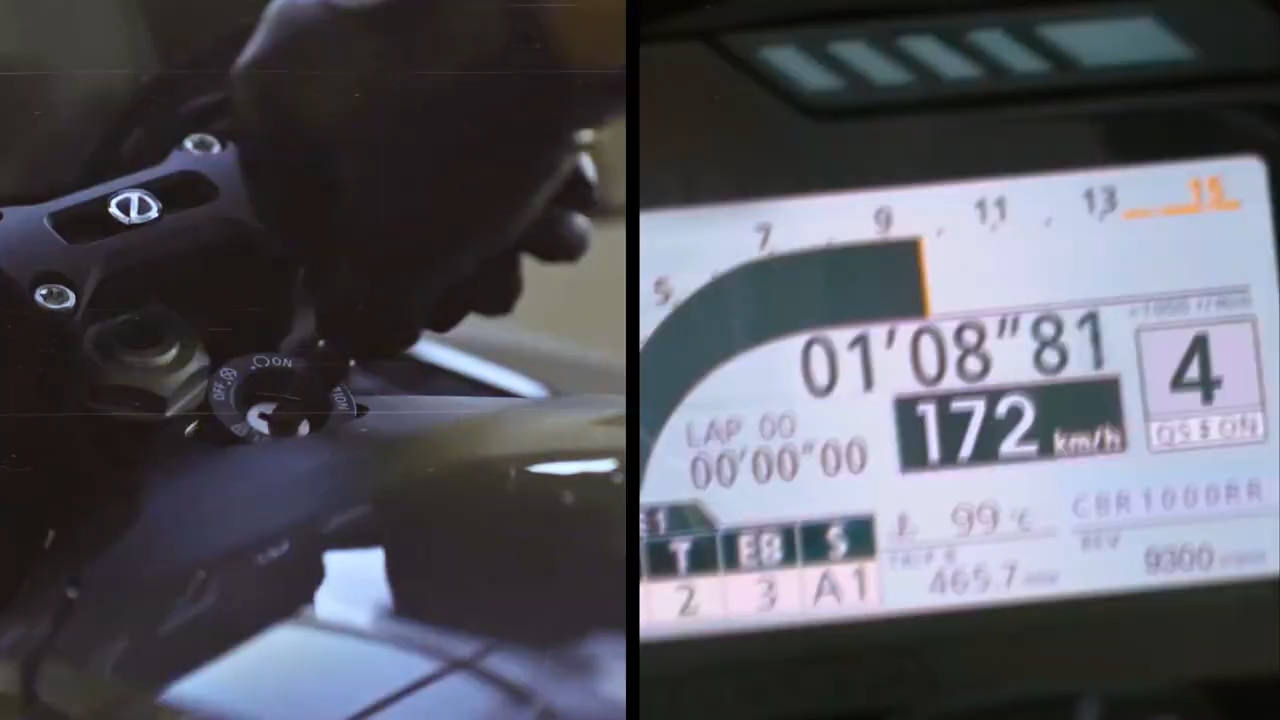 ON
OFF
5 7 9 11 13 15
01'08"81
4
172 km/h
QS ON
LAP 00
00'00"00
99 °C
CBR1000RR
T EB S
2 3 A1
465.7
REV
9300